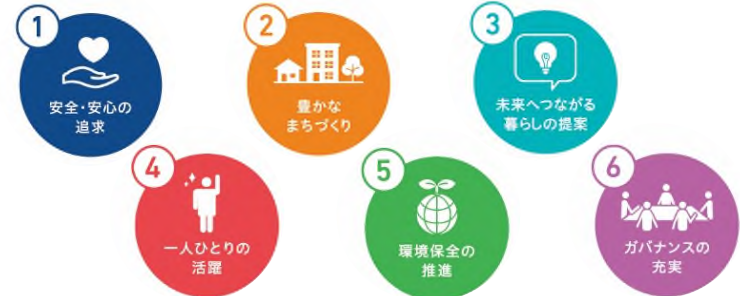 1
安全・安心の
追求
2
豊かな
まちづくり
3
未来へつながる
暮らしの提案
4
一人ひとりの
活躍
5
環境保全の
推進
6
ガバナンスの
充実